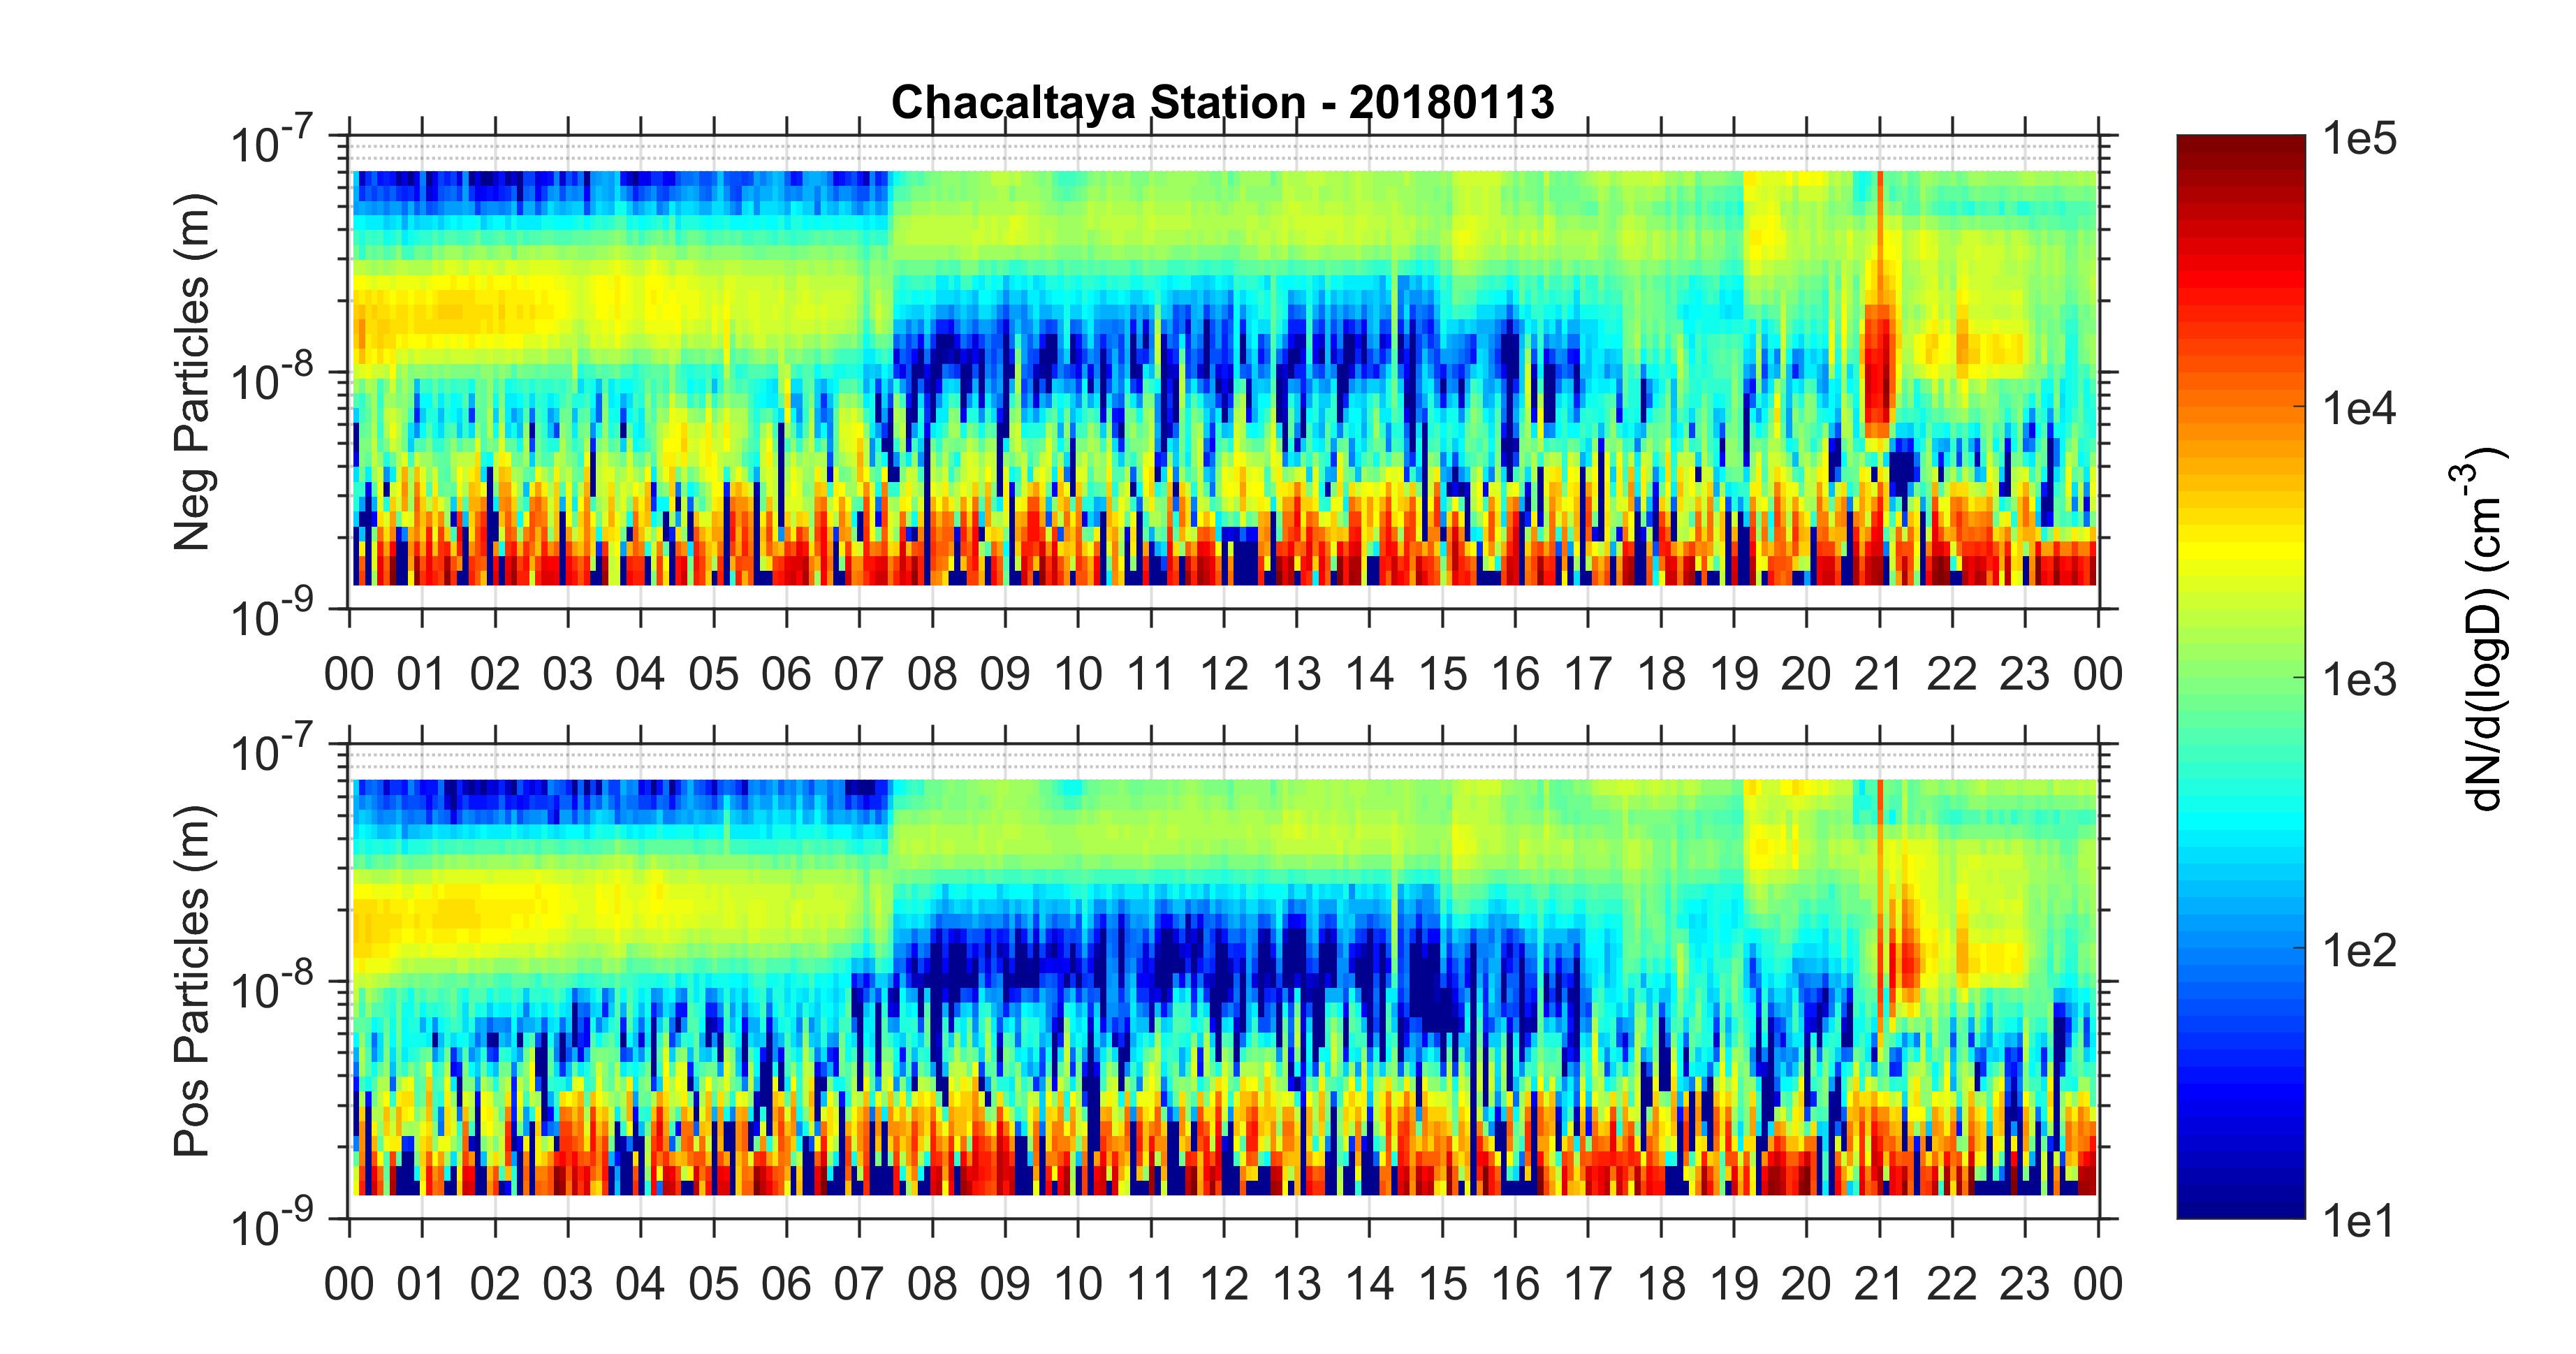 Chacaltaya Station - 20180113
10-7
10-8
10-9
Neg Particles (m)
00 01 02 03 04 05 06 07 08 09 10 11 12 13 14 15 16 17 18 19 20 21 22 23 00
10-7
10-8
10-9
Pos Particles (m)
00 01 02 03 04 05 06 07 08 09 10 11 12 13 14 15 16 17 18 19 20 21 22 23 00
1e5
1e4
1e3
1e2
1e1
dN/d(logD) (cm-3)